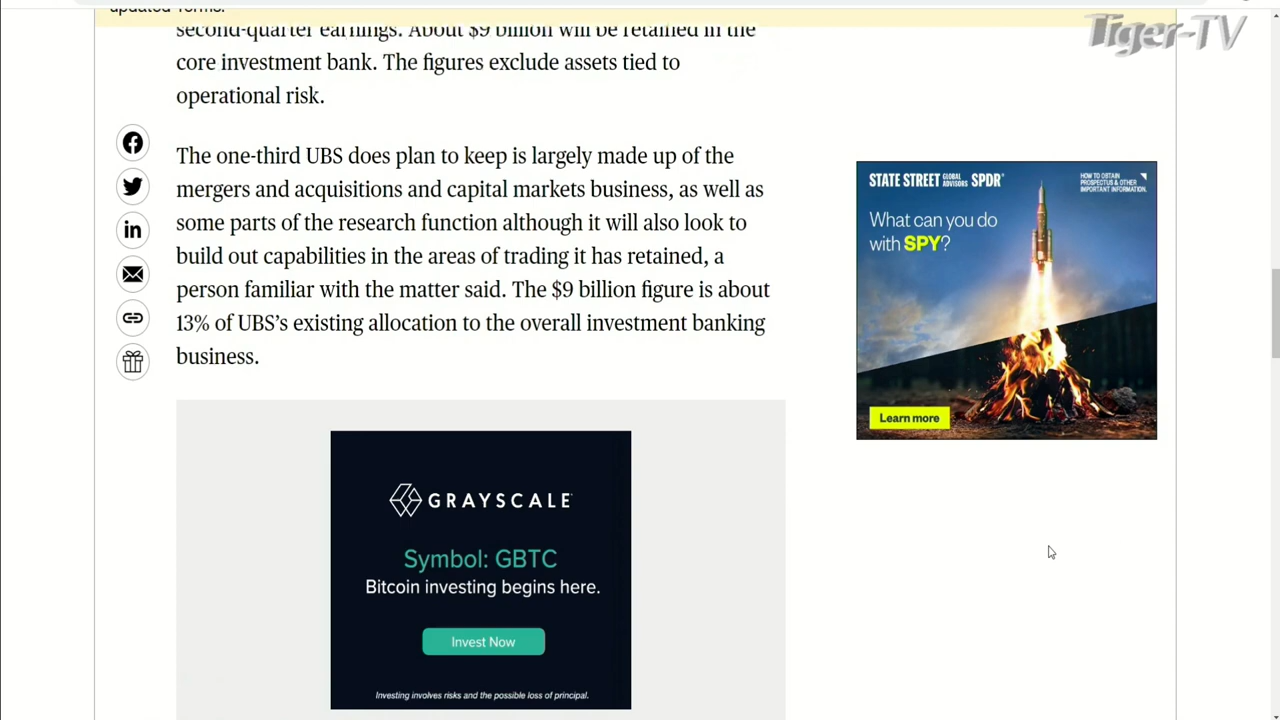 updated Terms.
Tiger-TV
second-quarter earnings. About $9 billion will be retained in the
core investment bank. The figures exclude assets tied to
operational risk.
The one-third UBS does plan to keep is largely made up of the
mergers and acquisitions and capital markets business, as well as
some parts of the research function although it will also look to
build out capabilities in the areas of trading it has retained, a
person familiar with the matter said. The $9 billion figure is about
13% of UBS's existing allocation to the overall investment banking
business.
STATE STREET GLOBAL ADVISORS SPDR®
HOW TO OBTAIN
PROSPECTUS & OTHER
IMPORTANT INFORMATION.
What can you do
with SPY?
Learn more
GRAYSCALE
Symbol: GBTC
Bitcoin investing begins here.
Invest Now
Investing involves risks and the possible loss of principal.